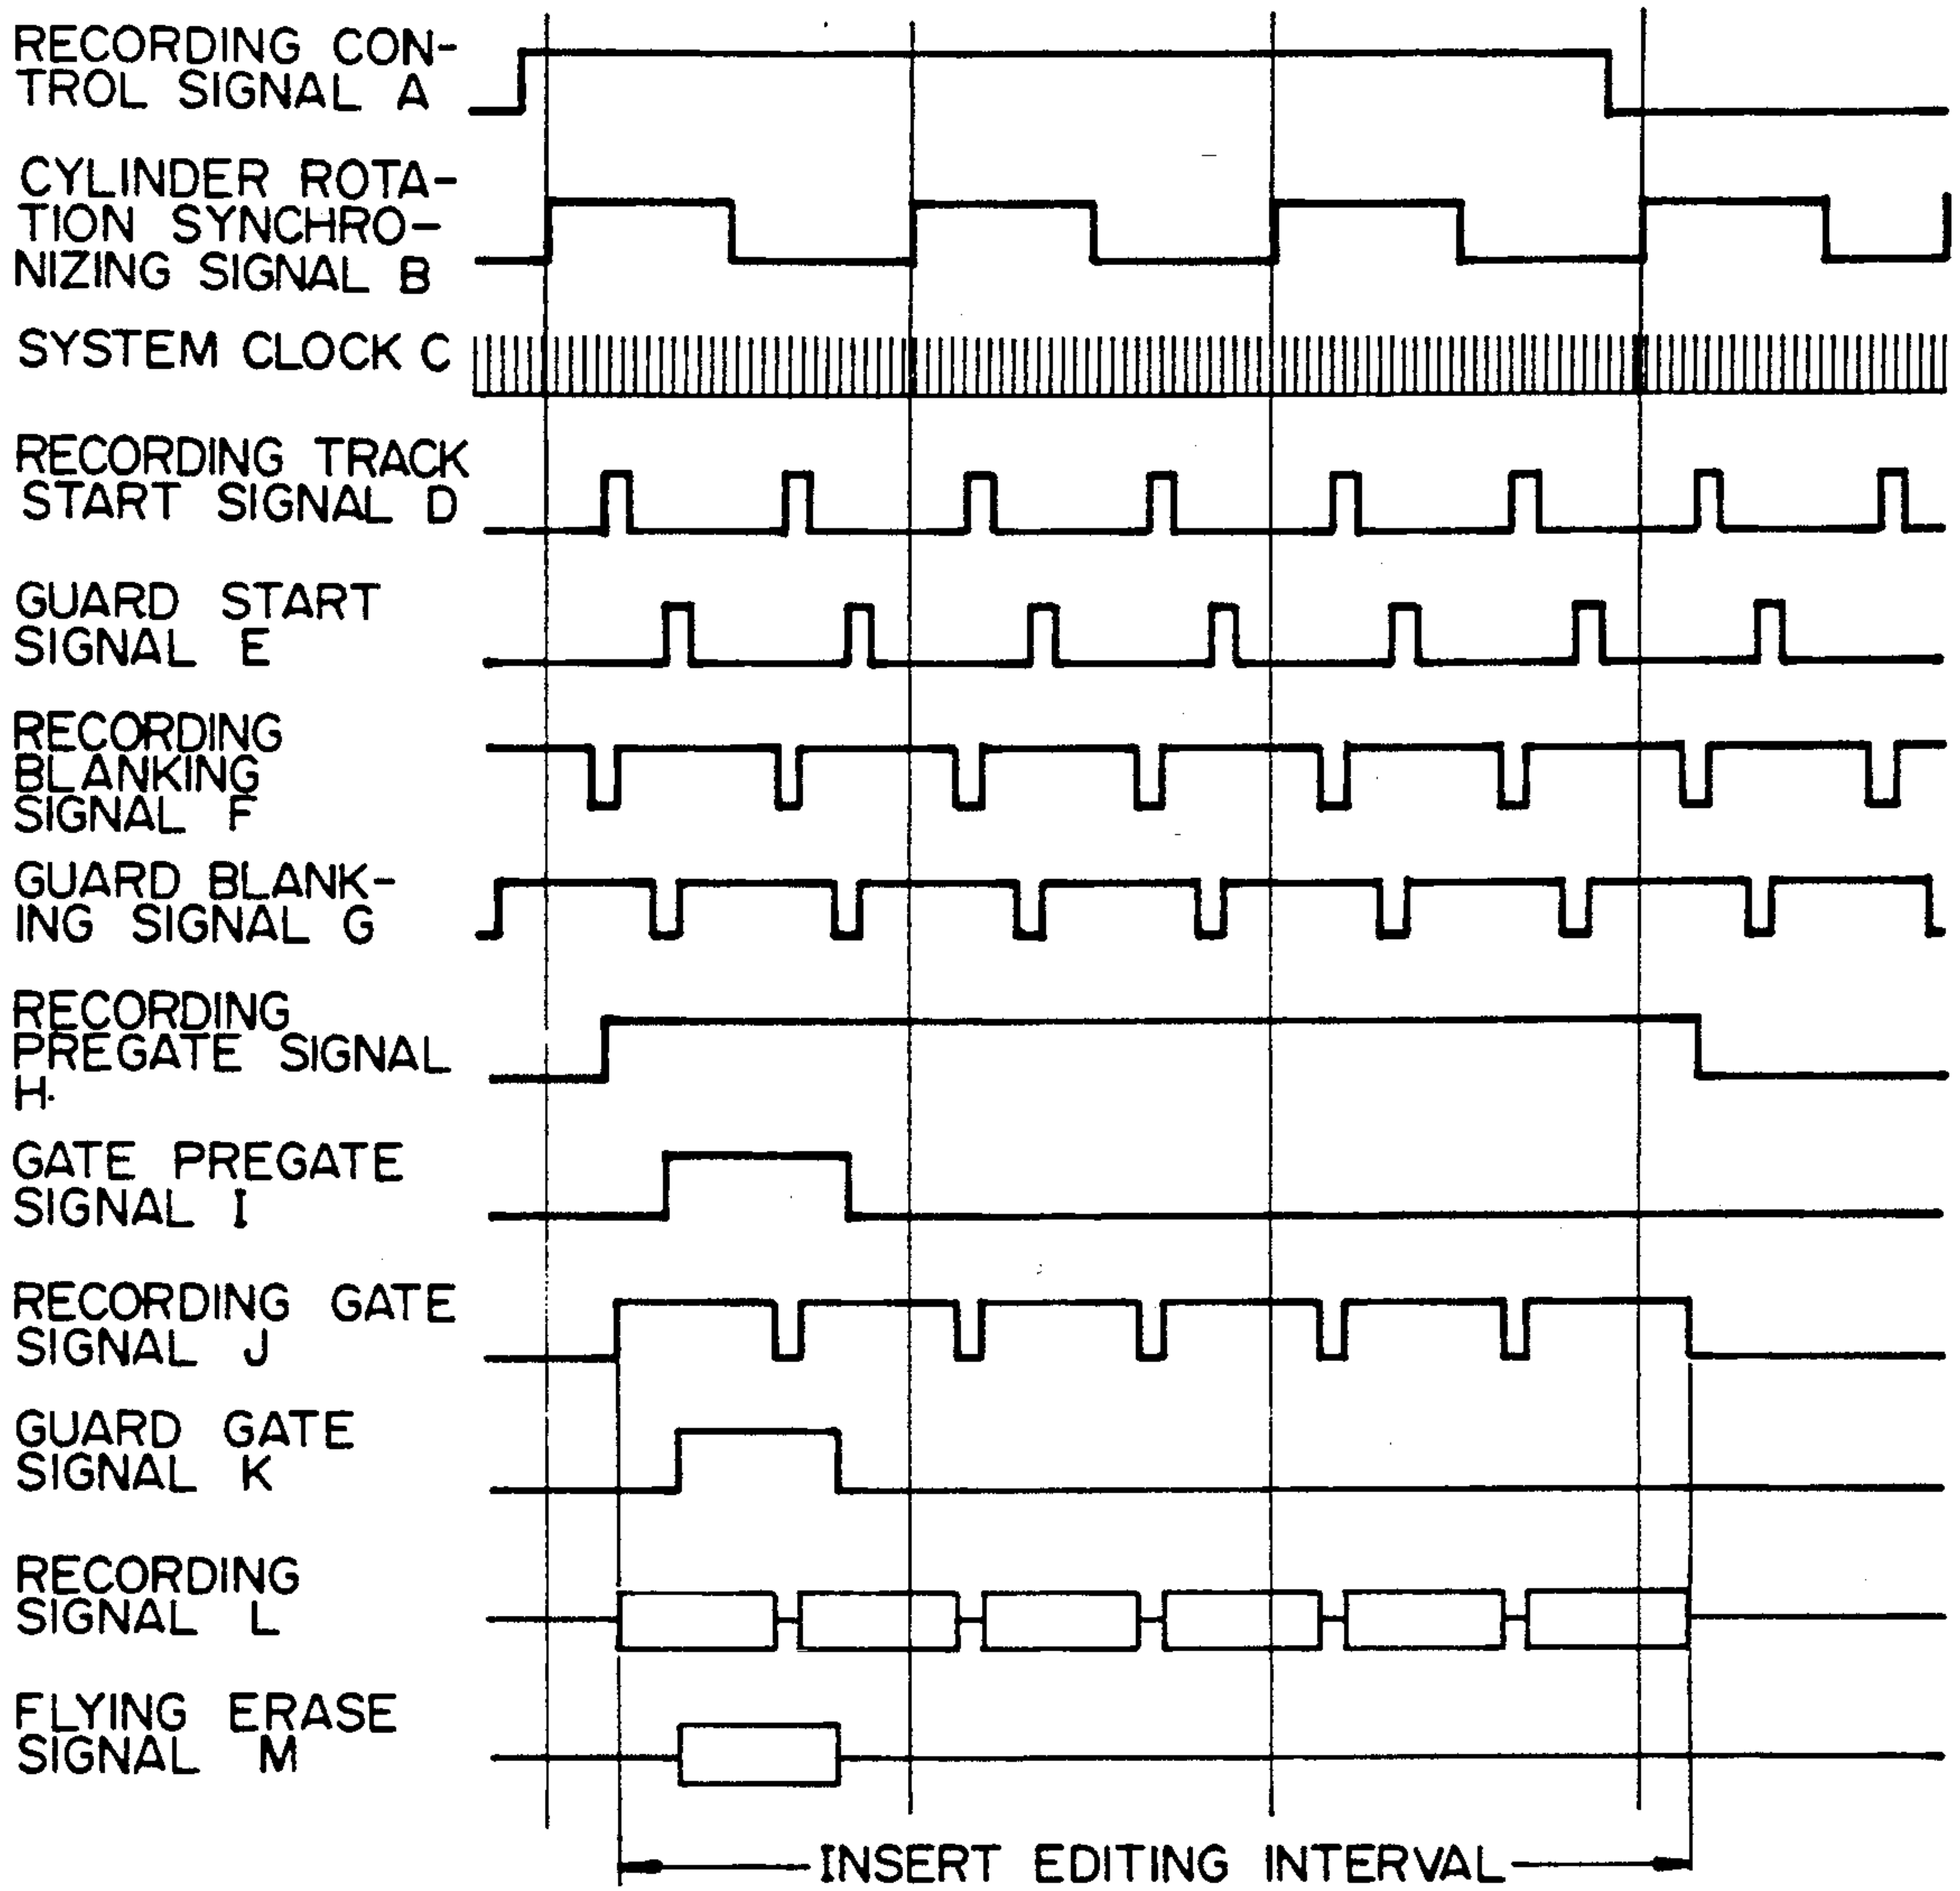 RECORDING CON-
TROL SIGNAL A
CYLINDER ROTA-
TION SYNCHRO-
NIZING SIGNAL B
SYSTEM CLOCK C
RECORDING TRACK
START SIGNAL D
GUARD START
SIGNAL E
RECORDING
BLANKING
SIGNAL F
GUARD BLANK-
ING SIGNAL G
RECORDING
PREGATE SIGNAL
H
GATE PREGATE
SIGNAL I
RECORDING GATE
SIGNAL J
GUARD GATE
SIGNAL K
RECORDING
SIGNAL L
FLYING ERASE
SIGNAL M
INSERT EDITING INTERVAL